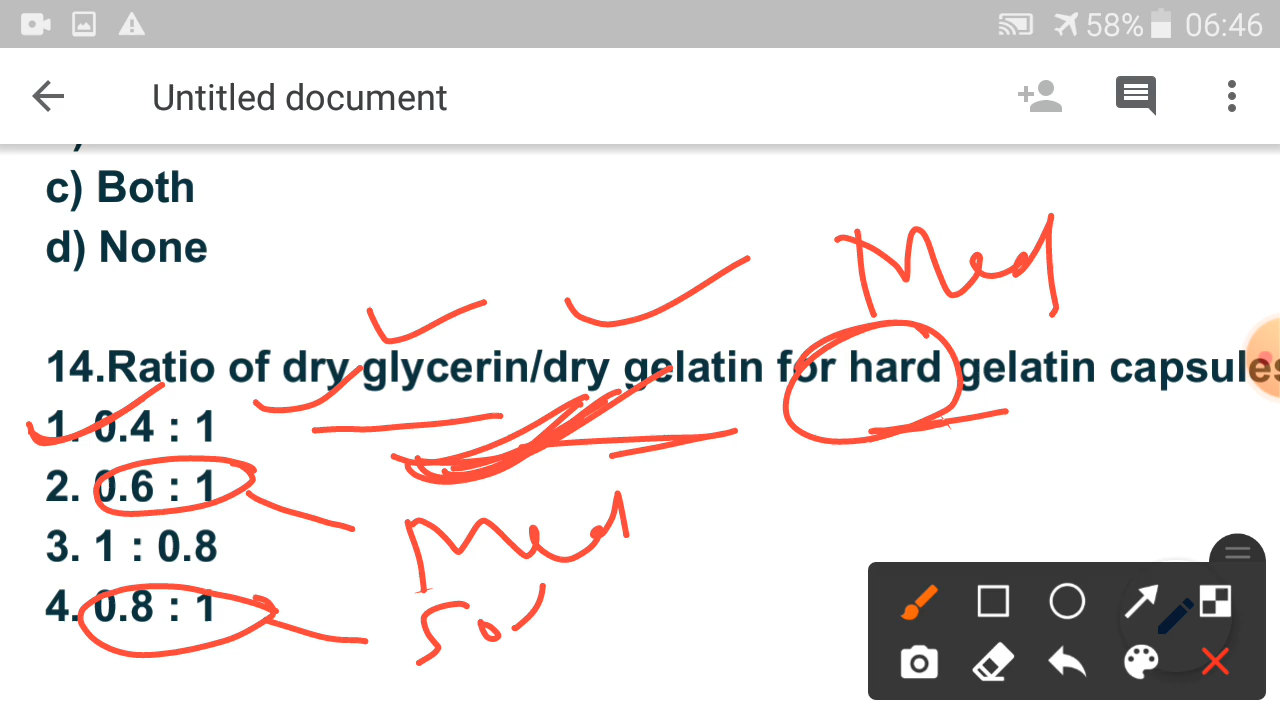 58% 06:46
Untitled document
c) Both
d) None
Med
14.Ratio of dry glycerin/dry gelatin for hard gelatin capsules
1. 0.4 : 1
2. 0.6 : 1
Med
3. 1 : 0.8
4. 0.8 : 1